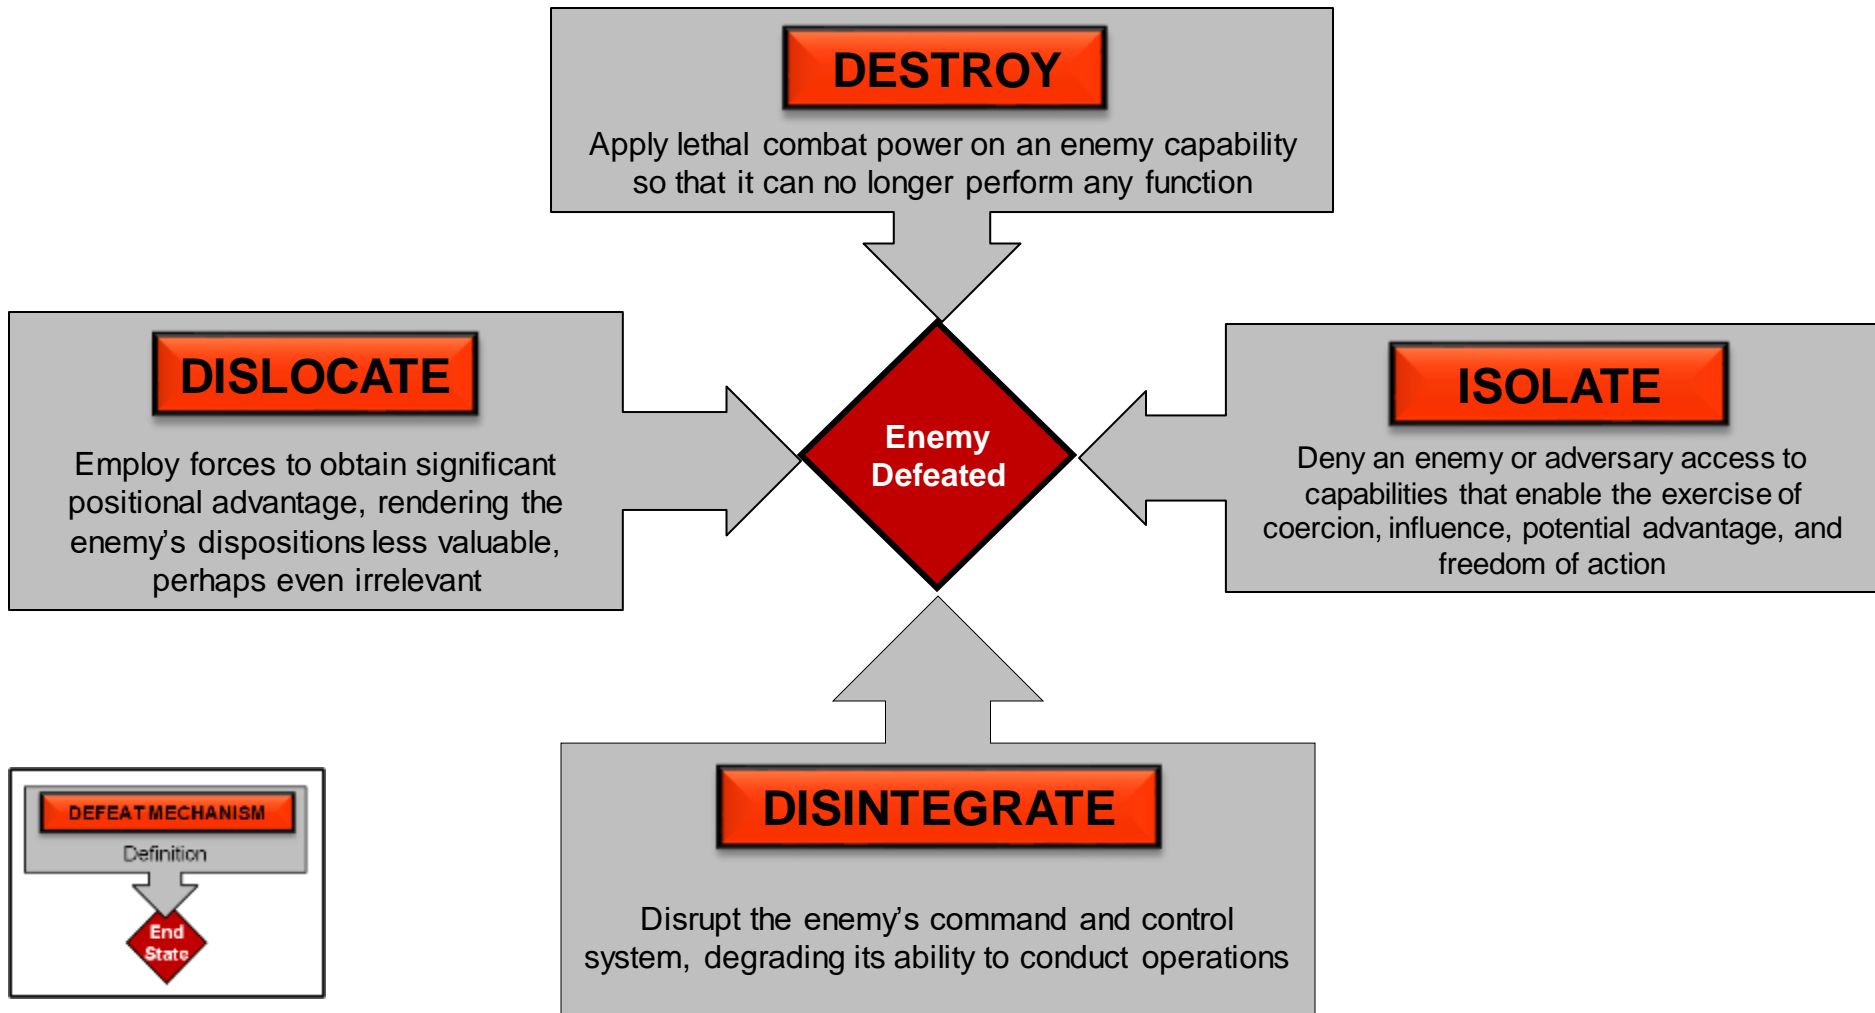 DESTROY
Apply lethal combat power on an enemy capability
so that it can no longer perform any function
DISLOCATE
Employ forces to obtain significant
positional advantage, rendering the
enemy’s dispositions less valuable,
perhaps even irrelevant
Enemy
Defeated
ISOLATE
Deny an enemy or adversary access to
capabilities that enable the exercise of
coercion, influence, potential advantage, and
freedom of action
DISINTEGRATE
Disrupt the enemy’s command and control
system, degrading its ability to conduct operations
DEFEAT MECHANISM
Definition
End
State